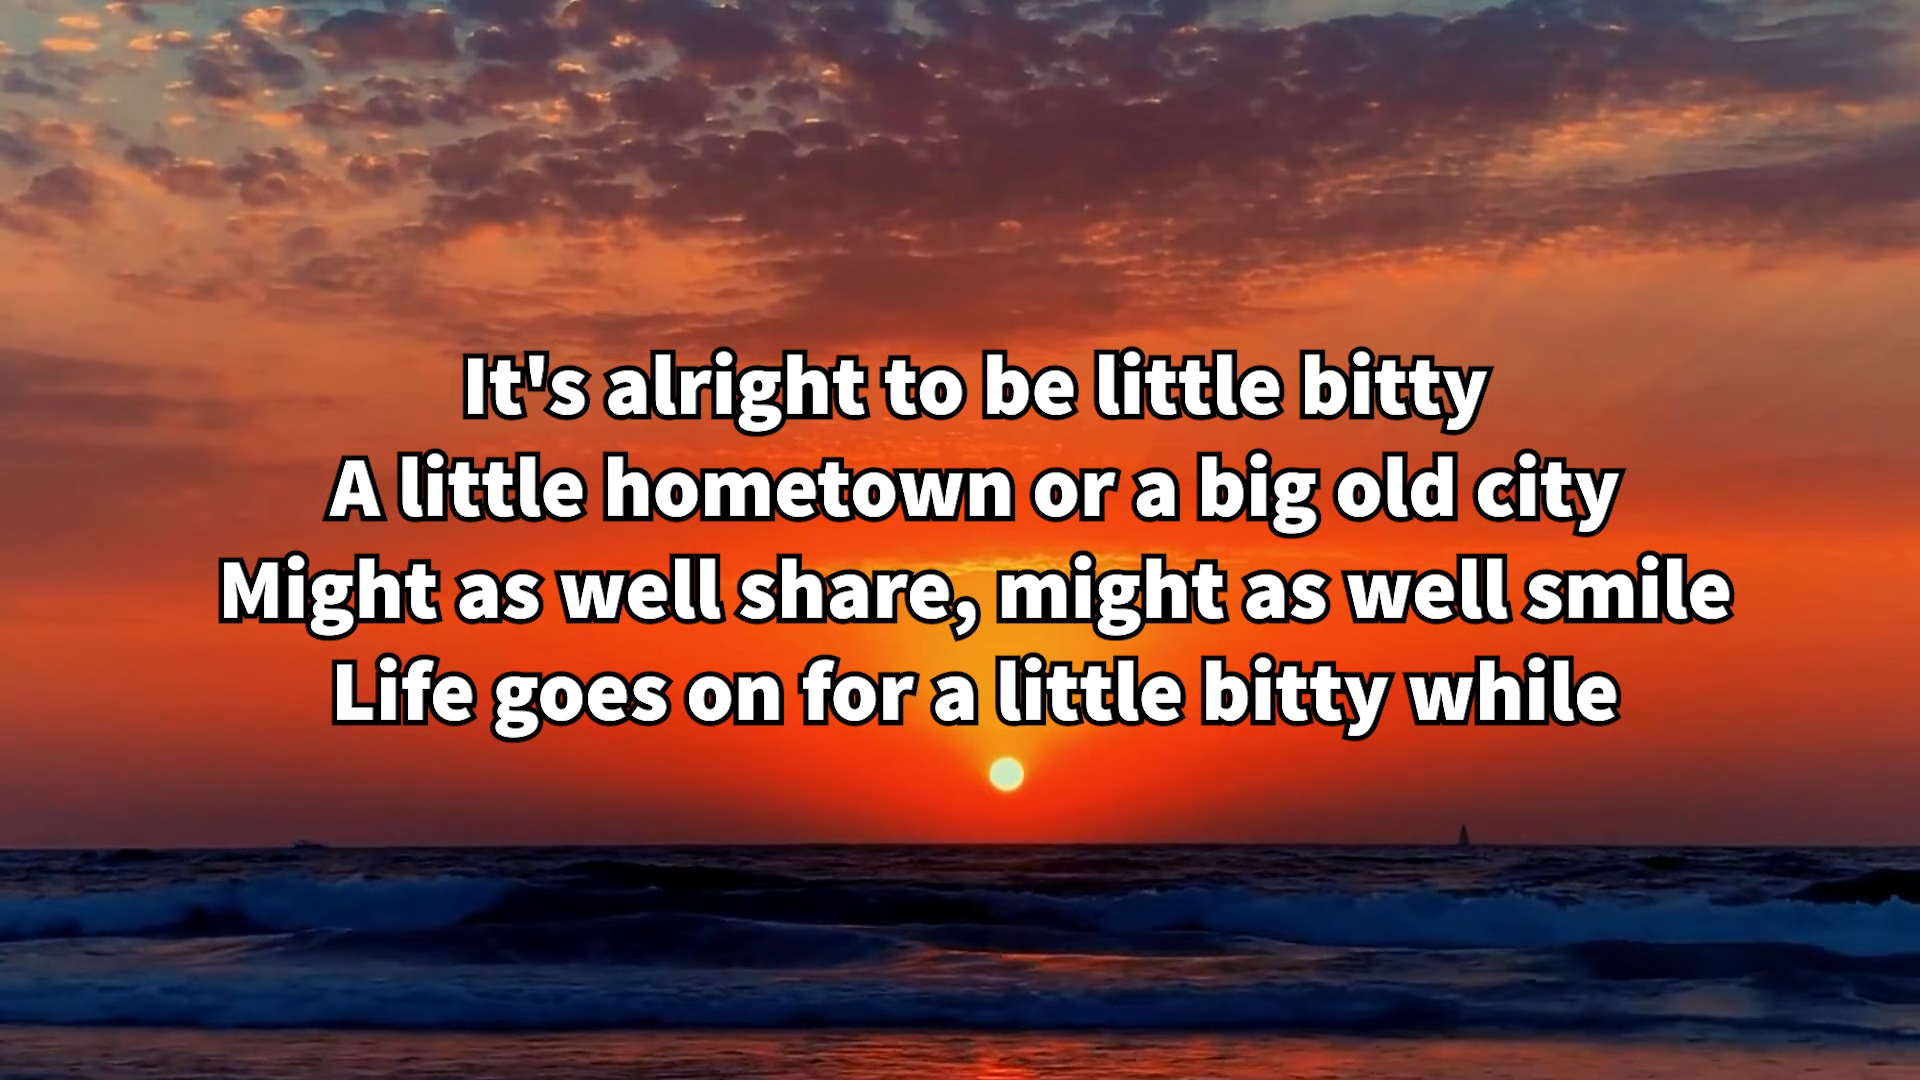 It's alright to be little bitty
A little hometown or a big old city
Might as well share, might as well smile
Life goes on for a little bitty while